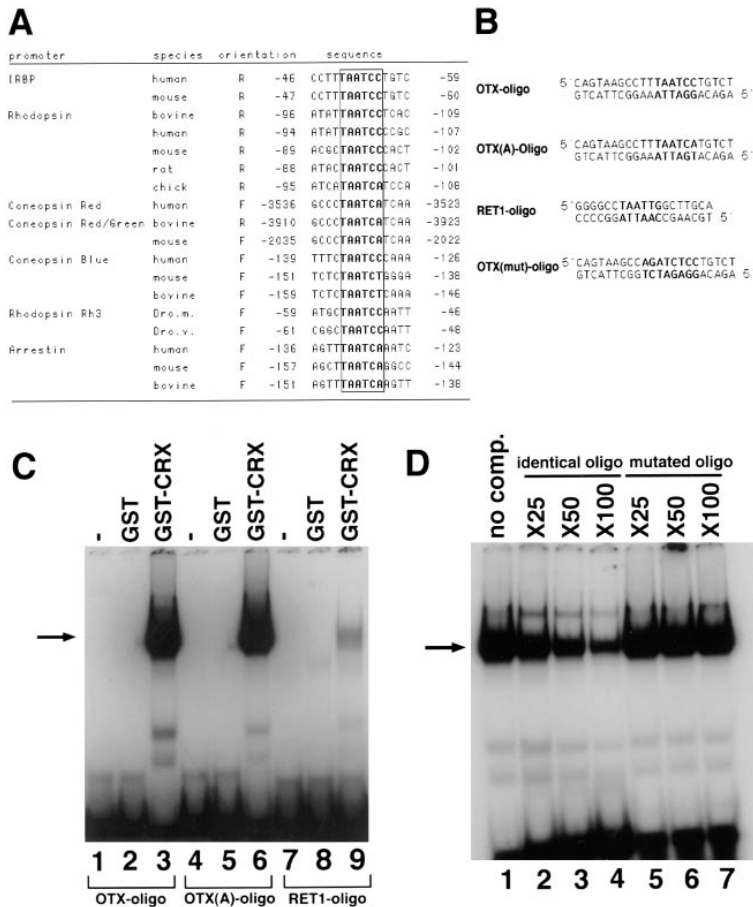 A
promoter species orientation sequence
IRBP human R -46 CCTTTAATCCTGTC -59
mouse R -47 CCTTTAATCCTGTC -60
Rhodopsin bovine R -96 ATATTAATCCTCAC -109
human R -94 ATATTAATCCCCGC -107
mouse R -89 ACGCTAATCCCACT -102
rat R -88 ATACTAATCCCACT -101
chick R -95 ATCATAATCATCCA -108
Coneopsin Red human F -3536 GCCCTAATCATCAA -3523
Coneopsin Red/Green bovine R -3910 GCCCTAATCATCAA -3923
mouse F -2035 GCCCTAATCATCAA -2022
Coneopsin Blue human F -139 TTTCTAATCCCAAA -126
mouse F -151 TCTCTAATCTGGGA -138
bovine F -159 TCTCTAATCTCAAA -146
Rhodopsin Rh3 Dro.m. F -59 ATGCTAATCCAATT -46
Dro.v. F -61 CGGCTAATCCAATT -48
Arrestin human F -136 AGTTTAATCAAATC -123
mouse F -157 AGCTTAATCAGGCC -144
bovine F -151 AGTTTAATCAAGTT -138
B
OTX-oligo 5'CAGTAAGCCTTTAATCCTGTCT
GTCATTCGGAAATTAGGACAGA 5'
OTX(A)-Oligo 5'CAGTAAGCCTTTAATCATGTCT
GTCATTCGGAAATTAGTACAGA 5'
RET1-oligo 5'GGGGCCTAATTGGCTTGCA
CCCCGGATTAACCGAACGT 5'
OTX(mut)-oligo 5'CAGTAAGCCAGATCTCCTGTCT
GTCATTCGGTCTAGAGGACAGA 5'
C
- GST GST-CRX - GST GST-CRX - GST GST-CRX
1 2 3 4 5 6 7 8 9
OTX-oligo OTX(A)-oligo RET1-oligo
D
identical oligo mutated oligo
no comp. X25 X50 X100 X25 X50 X100
1 2 3 4 5 6 7